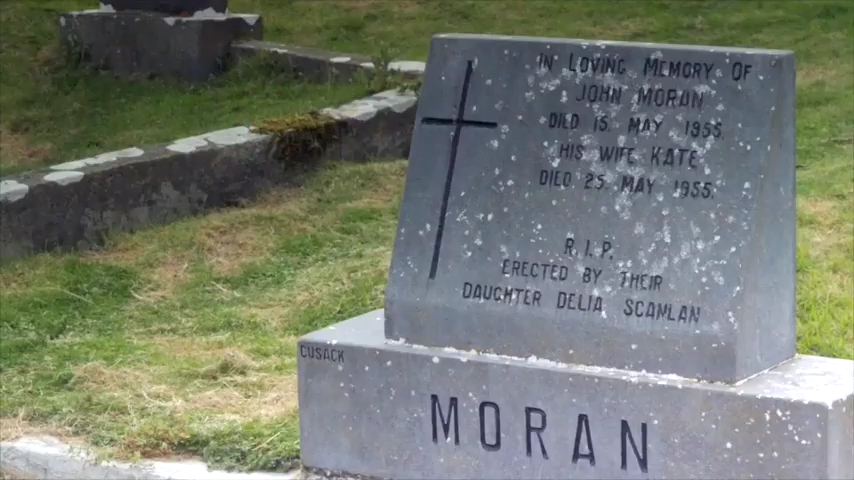 IN LOVING MEMORY OF
JOHN MORAN
DIED 15. MAY 1955.
HIS WIFE KATE
DIED 25. MAY 1955.
R.I.P.
ERECTED BY THEIR
DAUGHTER DELIA SCANLAN
CUSACK
MORAN